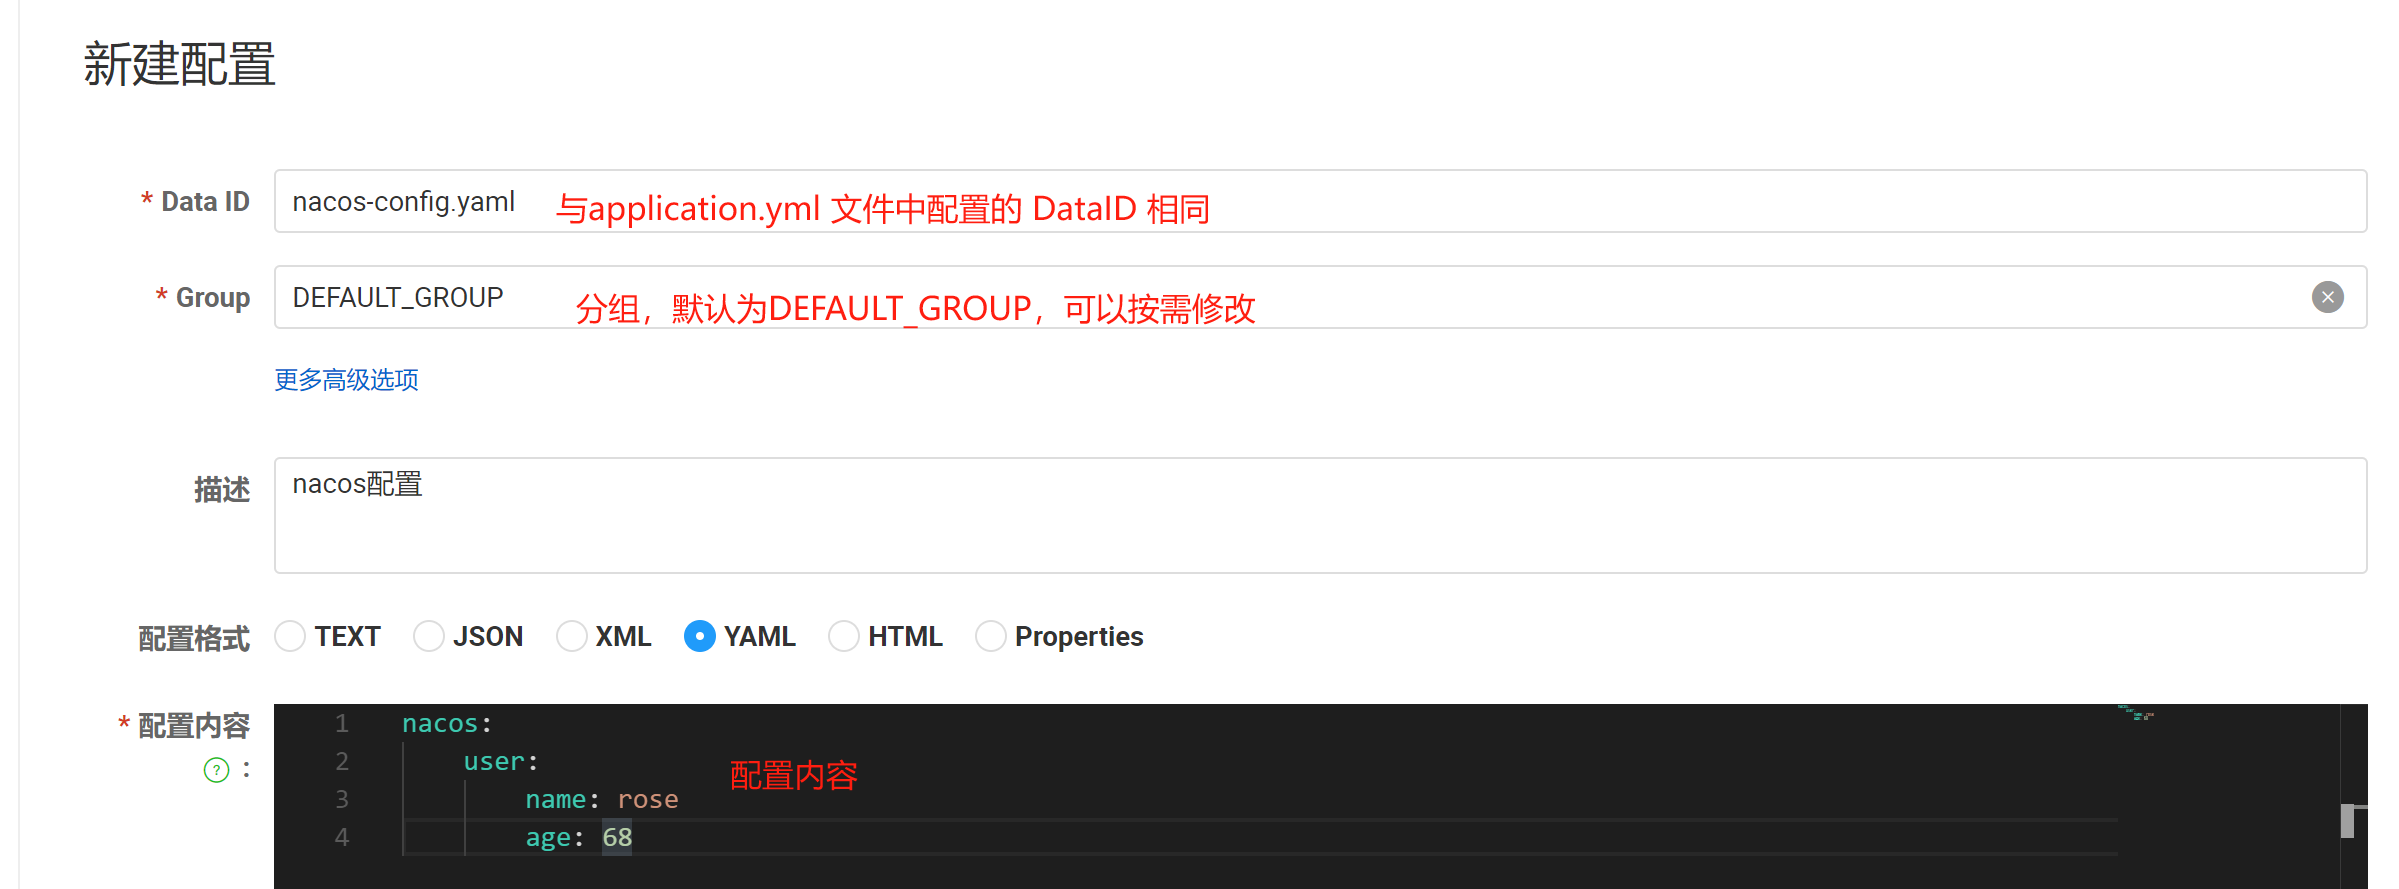 新建配置
* Data ID nacos-config.yaml 与application.yml 文件中配置的 DataID 相同
* Group DEFAULT_GROUP 分组，默认为DEFAULT_GROUP，可以按需修改
更多高级选项
描述 nacos配置
配置格式 TEXT JSON XML YAML HTML Properties
* 配置内容 ? :
1 nacos:
2 user:
配置内容
3 name: rose
4 age: 68